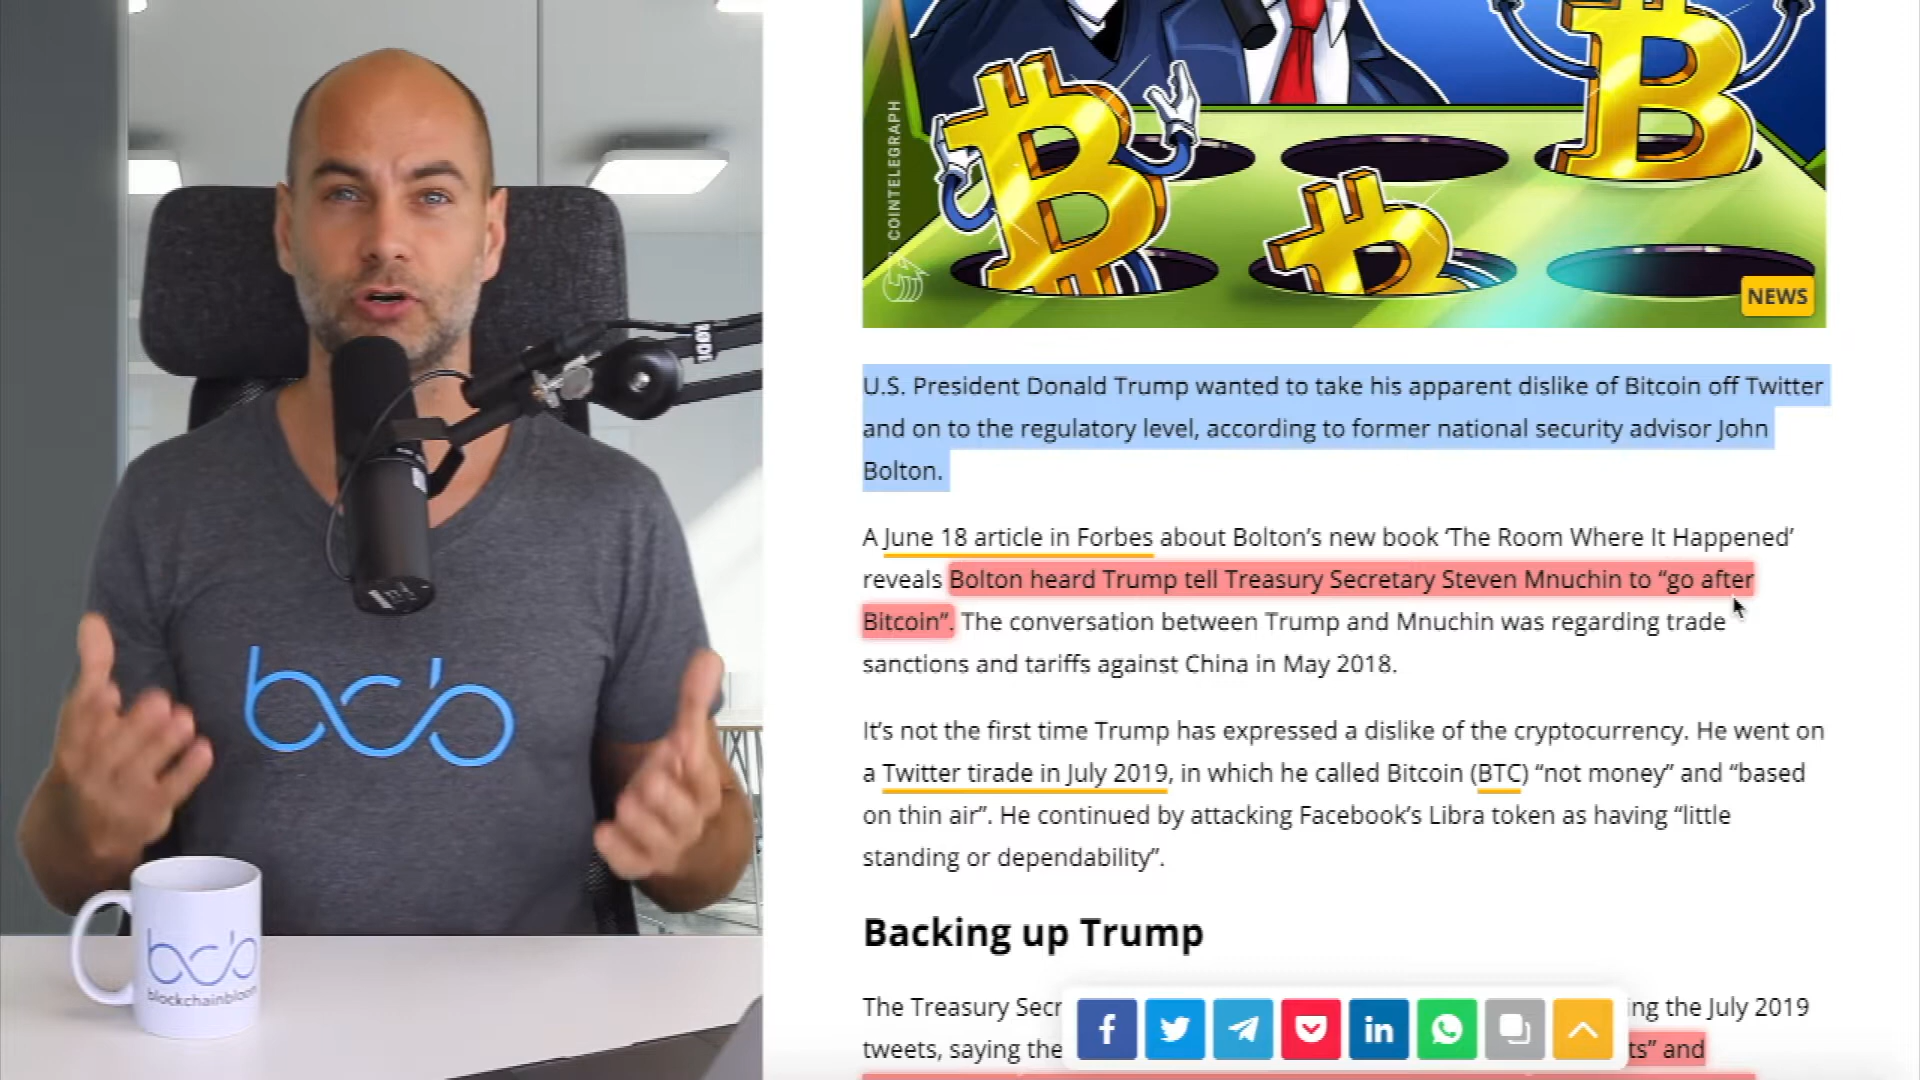 COINTELEGRAPH
NEWS
U.S. President Donald Trump wanted to take his apparent dislike of Bitcoin off Twitter
and on to the regulatory level, according to former national security advisor John
Bolton.
A June 18 article in Forbes about Bolton’s new book ‘The Room Where It Happened’
reveals Bolton heard Trump tell Treasury Secretary Steven Mnuchin to “go after
Bitcoin”. The conversation between Trump and Mnuchin was regarding trade
sanctions and tariffs against China in May 2018.
It’s not the first time Trump has expressed a dislike of the cryptocurrency. He went on
a Twitter tirade in July 2019, in which he called Bitcoin (BTC) “not money” and “based
on thin air”. He continued by attacking Facebook’s Libra token as having “little
standing or dependability”.
Backing up Trump
The Treasury Secr ing the July 2019
tweets, saying the ts” and
RØDE
bcb
bcb
blockchainbloom